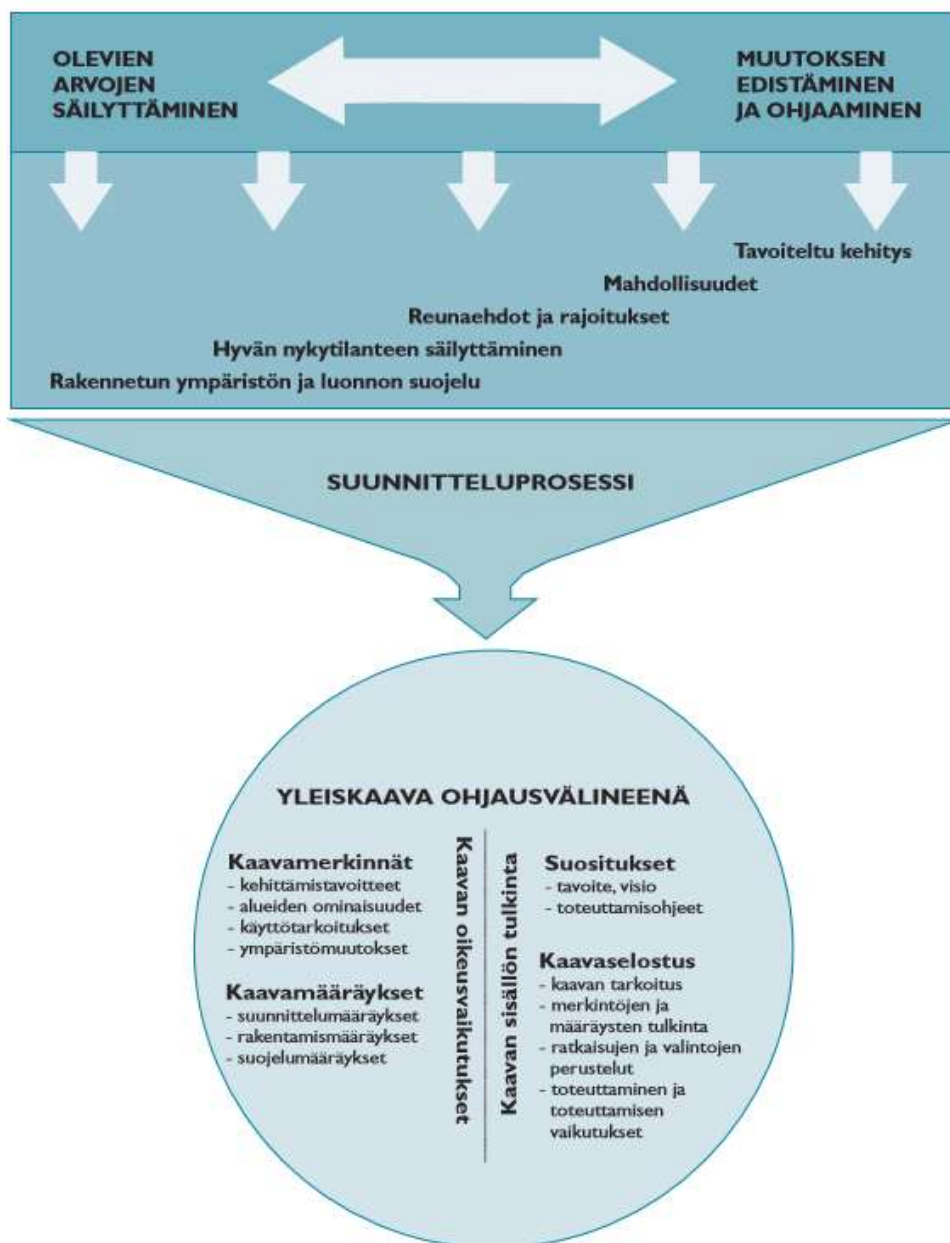 OLEVIEN
ARVOJEN
SÄILYTTÄMINEN
MUUTOKSEN
EDISTÄMINEN
JA OHJAAMINEN
Tavoiteltu kehitys
Mahdollisuudet
Reunaehdot ja rajoitukset
Hyvän nykytilanteen säilyttäminen
Rakennetun ympäristön ja luonnon suojelu
SUUNNITTELUPROSESSI
YLEISKAAVA OHJAUSVÄLINEENÄ
Kaavamerkinnät
- kehittämistavoitteet
- alueiden ominaisuudet
- käyttötarkoitukset
- ympäristömuutokset
Kaavamääräykset
- suunnittelumääräykset
- rakentamismääräykset
- suojelumääräykset
Kaavan oikeusvaikutukset
Kaavan sisällön tulkinta
Suositukset
- tavoite, visio
- toteuttamisohjeet
Kaavaselostus
- kaavan tarkoitus
- merkintöjen ja
määräysten tulkinta
- ratkaisujen ja valintojen
perustelut
- toteuttaminen ja
toteuttamisen
vaikutukset